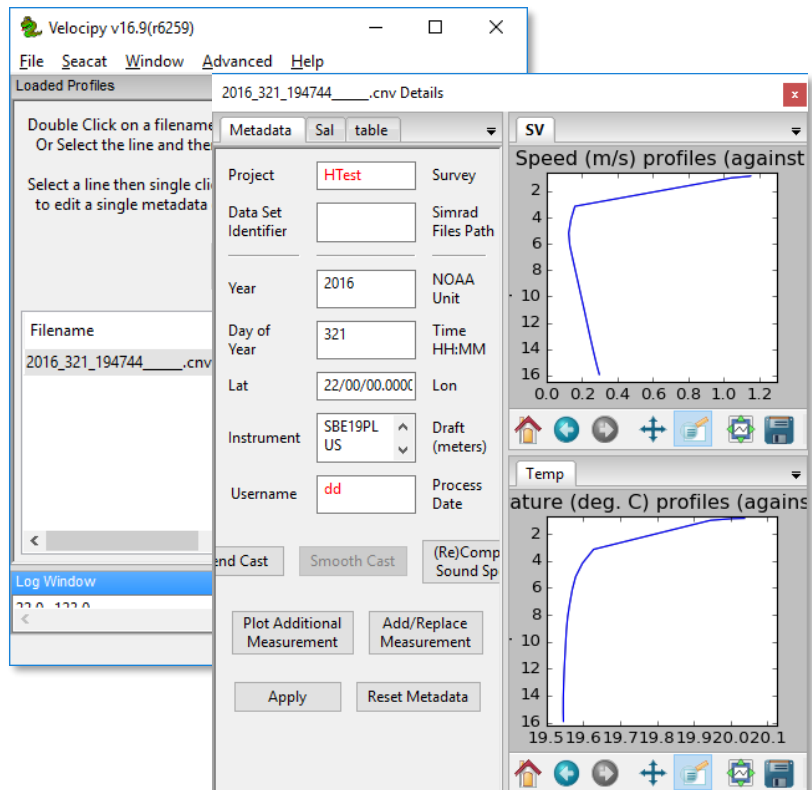 Velocipy v16.9(r6259)
File Seacat Window Advanced Help
Loaded Profiles
Double Click on a filename
Or Select the line and the
Select a line then single cli
to edit a single metadata
Filename
2016_321_194744_____.cnv
Log Window
2016_321_194744_____.cnv Details
x
Metadata Sal table
Project HTest Survey
Data Set Identifier Simrad Files Path
Year 2016 NOAA Unit
Day of Year 321 Time HH:MM
Lat 22/00/00.0000 Lon
Instrument SBE19PL US Draft (meters)
Username dd Process Date
end Cast Smooth Cast (Re)Comp Sound Sp
Plot Additional Measurement Add/Replace Measurement
Apply Reset Metadata
SV
Speed (m/s) profiles (against
2
4
6
8
10
12
14
16
0.0 0.2 0.4 0.6 0.8 1.0 1.2
Temp
ature (deg. C) profiles (agains
2
4
6
8
10
12
14
16
19.5 19.6 19.7 19.8 19.9 20.0 20.1